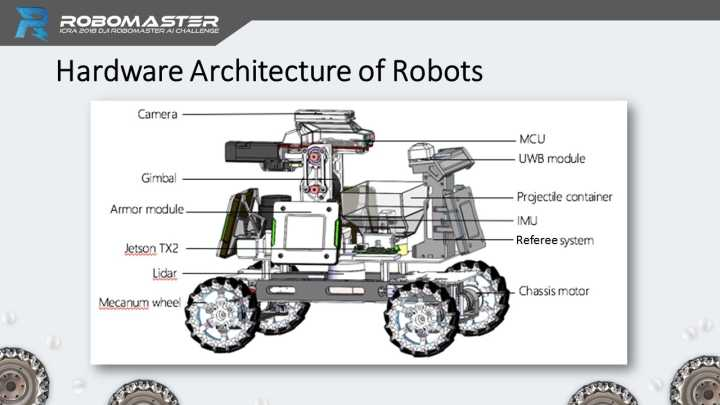 ROBOMASTER
ICRA 2018 DJI ROBOMASTER AI CHALLENGE
Hardware Architecture of Robots
Camera
Gimbal
Armor module
Jetson TX2
Lidar
Mecanum wheel
MCU
UWB module
Projectile container
IMU
Referee system
Chassis motor